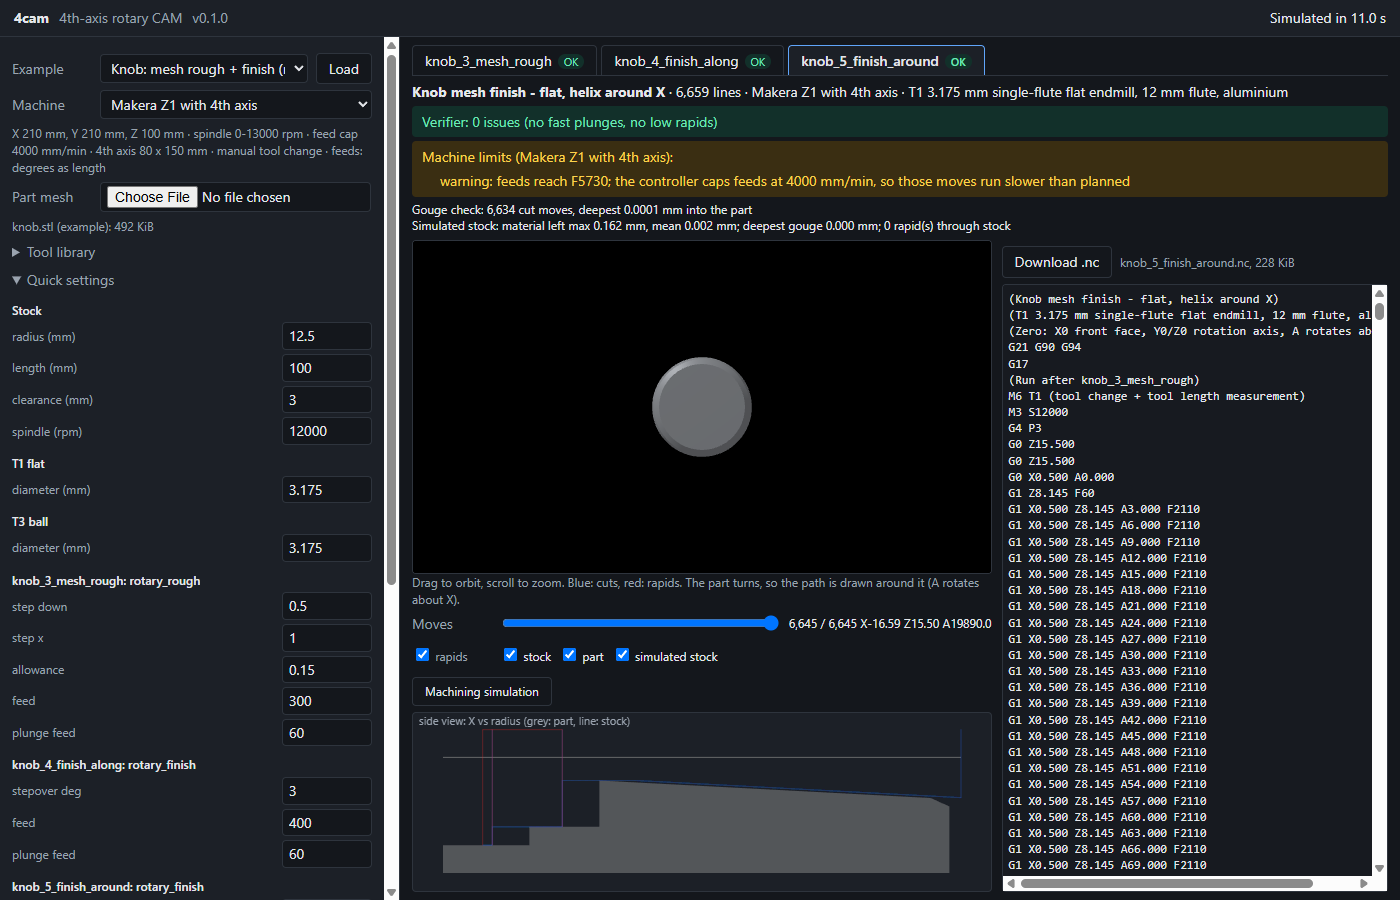 4cam 4th-axis rotary CAM v0.1.0
Simulated in 11.0 s
Example
Knob: mesh rough + finish (
Load
Machine
Makera Z1 with 4th axis
X 210 mm, Y 210 mm, Z 100 mm · spindle 0-13000 rpm · feed cap
4000 mm/min · 4th axis 80 x 150 mm · manual tool change · feeds:
degrees as length
Part mesh
Choose File No file chosen
knob.stl (example): 492 KiB
Tool library
Quick settings
Stock
radius (mm) 12.5
length (mm) 100
clearance (mm) 3
spindle (rpm) 12000
T1 flat
diameter (mm) 3.175
T3 ball
diameter (mm) 3.175
knob_3_mesh_rough: rotary_rough
step down 0.5
step x 1
allowance 0.15
feed 300
plunge feed 60
knob_4_finish_along: rotary_finish
stepover deg 3
feed 400
plunge feed 60
knob_5_finish_around: rotary_finish
knob_3_mesh_rough OK
knob_4_finish_along OK
knob_5_finish_around OK
Knob mesh finish - flat, helix around X · 6,659 lines · Makera Z1 with 4th axis · T1 3.175 mm single-flute flat endmill, 12 mm flute, aluminium
Verifier: 0 issues (no fast plunges, no low rapids)
Machine limits (Makera Z1 with 4th axis):
warning: feeds reach F5730; the controller caps feeds at 4000 mm/min, so those moves run slower than planned
Gouge check: 6,634 cut moves, deepest 0.0001 mm into the part
Simulated stock: material left max 0.162 mm, mean 0.002 mm; deepest gouge 0.000 mm; 0 rapid(s) through stock
Drag to orbit, scroll to zoom. Blue: cuts, red: rapids. The part turns, so the path is drawn around it (A rotates
about X).
Moves
6,645 / 6,645 X-16.59 Z15.50 A19890.0
rapids
stock
part
simulated stock
Machining simulation
side view: X vs radius (grey: part, line: stock)
Download .nc
knob_5_finish_around.nc, 228 KiB
(Knob mesh finish - flat, helix around X)
(T1 3.175 mm single-flute flat endmill, 12 mm flute, al
(Zero: X0 front face, Y0/Z0 rotation axis, A rotates ab
G21 G90 G94
G17
(Run after knob_3_mesh_rough)
M6 T1 (tool change + tool length measurement)
M3 S12000
G4 P3
G0 Z15.500
G0 Z15.500
G0 X0.500 A0.000
G1 Z8.145 F60
G1 X0.500 Z8.145 A3.000 F2110
G1 X0.500 Z8.145 A6.000 F2110
G1 X0.500 Z8.145 A9.000 F2110
G1 X0.500 Z8.145 A12.000 F2110
G1 X0.500 Z8.145 A15.000 F2110
G1 X0.500 Z8.145 A18.000 F2110
G1 X0.500 Z8.145 A21.000 F2110
G1 X0.500 Z8.145 A24.000 F2110
G1 X0.500 Z8.145 A27.000 F2110
G1 X0.500 Z8.145 A30.000 F2110
G1 X0.500 Z8.145 A33.000 F2110
G1 X0.500 Z8.145 A36.000 F2110
G1 X0.500 Z8.145 A39.000 F2110
G1 X0.500 Z8.145 A42.000 F2110
G1 X0.500 Z8.145 A45.000 F2110
G1 X0.500 Z8.145 A48.000 F2110
G1 X0.500 Z8.145 A51.000 F2110
G1 X0.500 Z8.145 A54.000 F2110
G1 X0.500 Z8.145 A57.000 F2110
G1 X0.500 Z8.145 A60.000 F2110
G1 X0.500 Z8.145 A63.000 F2110
G1 X0.500 Z8.145 A66.000 F2110
G1 X0.500 Z8.145 A69.000 F2110